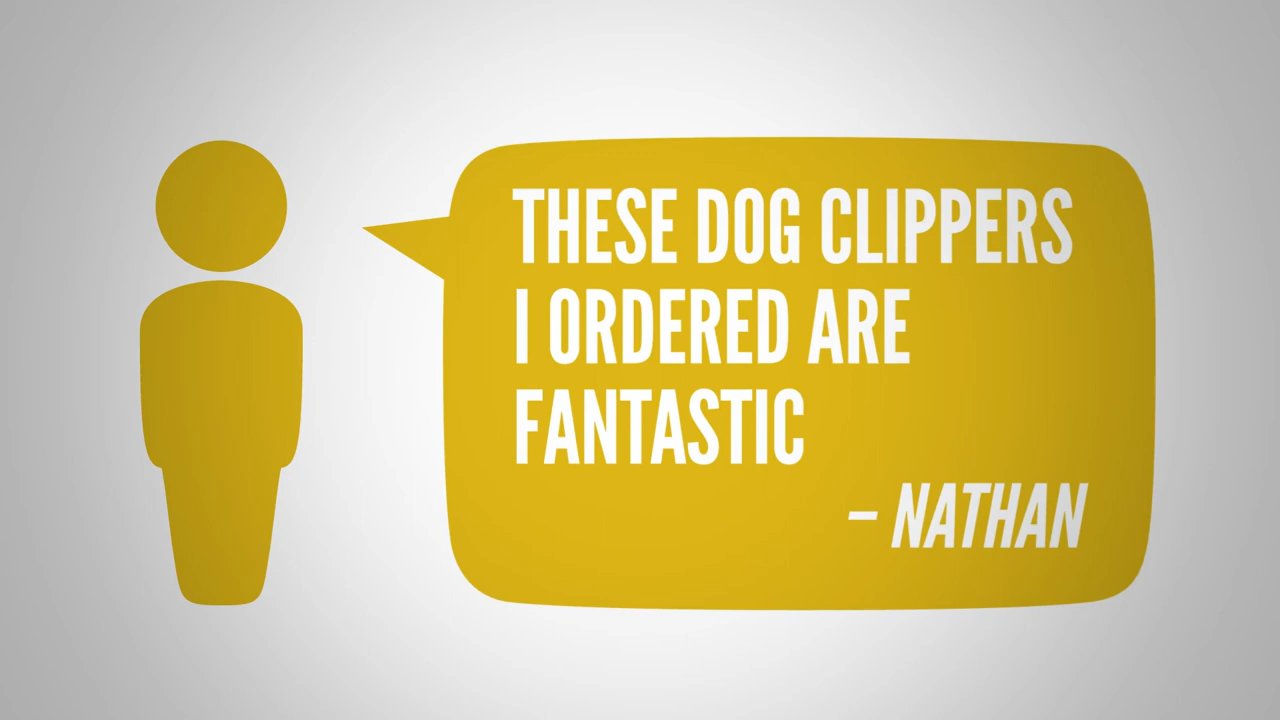 THESE DOG CLIPPERS
I ORDERED ARE
FANTASTIC
– NATHAN